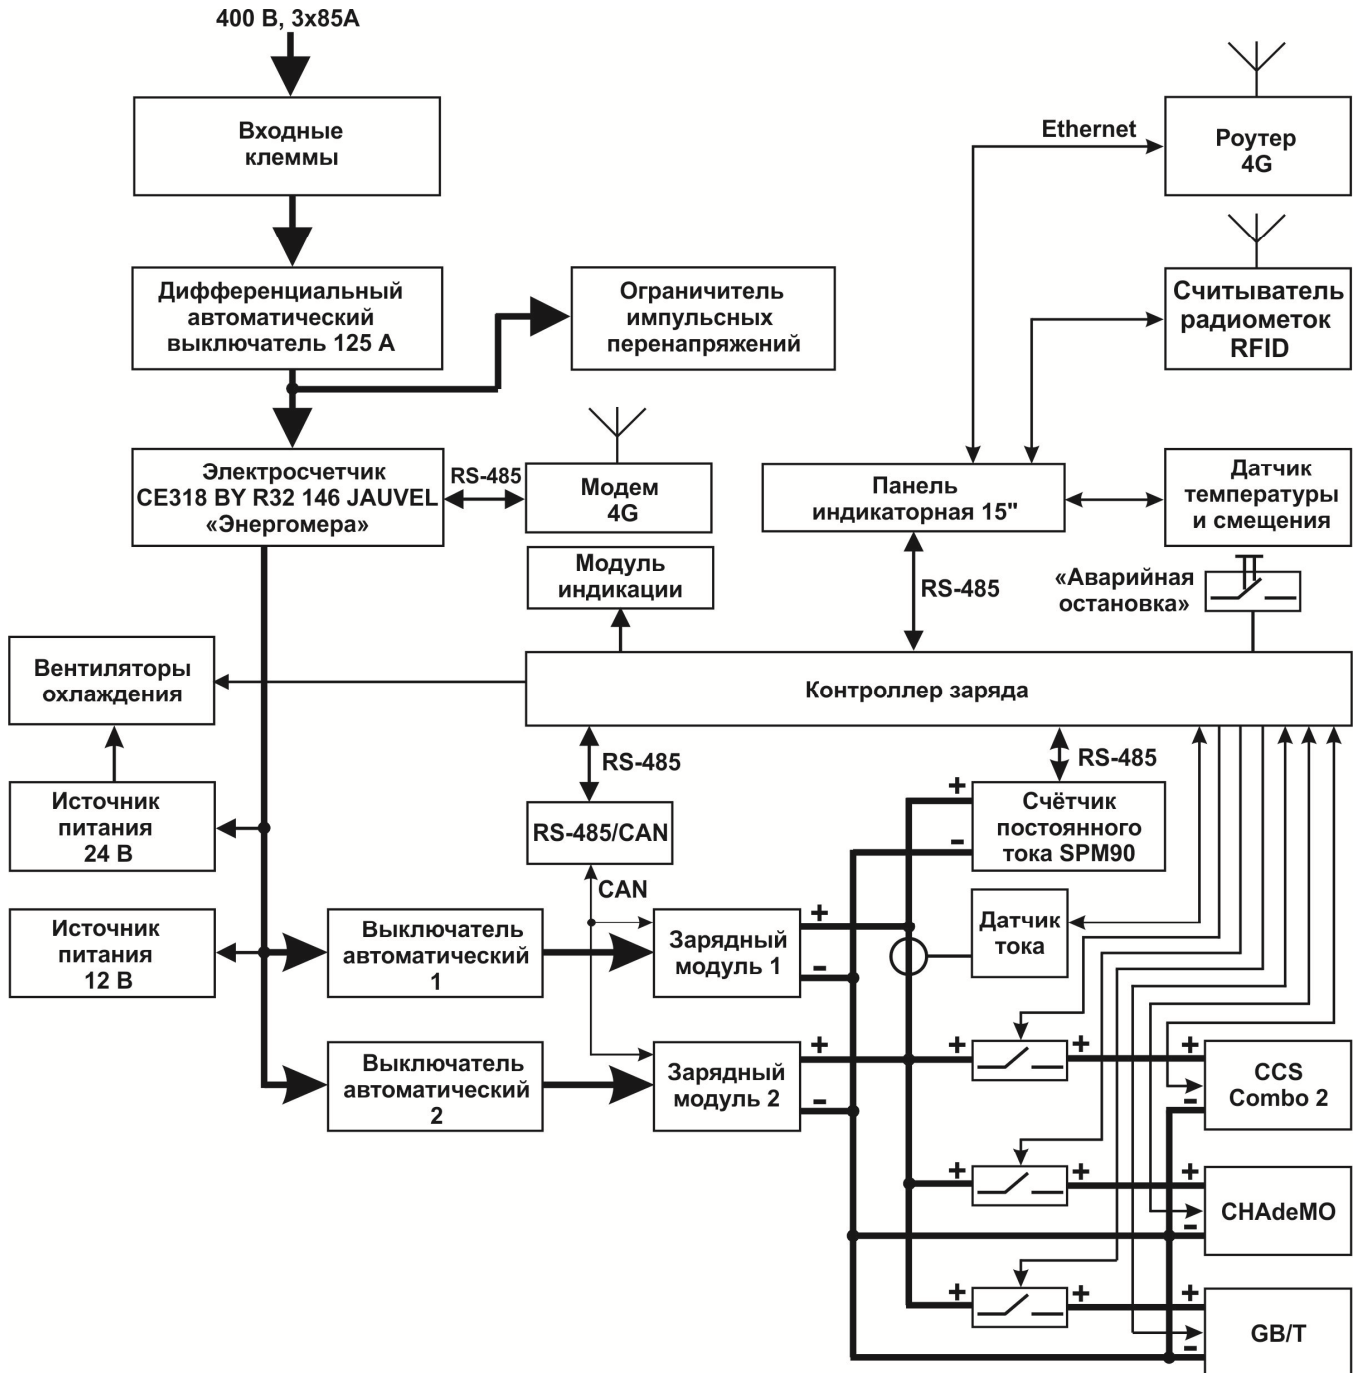 400 В, 3x85А
Входные
клеммы
Ethernet
Роутер
4G
Дифференциальный
автоматический
выключатель 125 А
Ограничитель
импульсных
перенапряжений
Считыватель
радиометок
RFID
Электросчетчик
CE318 BY R32 146 JAUVEL
«Энергомера»
RS-485
Модем
4G
Панель
индикаторная 15"
Датчик
температуры
и смещения
Модуль
индикации
RS-485
«Аварийная
остановка»
Вентиляторы
охлаждения
Контроллер заряда
RS-485
RS-485
Источник
питания
24 В
RS-485/CAN
+
-
Счётчик
постоянного
тока SPM90
CAN
Источник
питания
12 В
Выключатель
автоматический
1
Зарядный
модуль 1
+
-
Датчик
тока
Выключатель
автоматический
2
Зарядный
модуль 2
+
-
+
+
+
-
CCS
Combo 2
+
+
+
-
CHAdeMO
+
+
+
-
GB/T